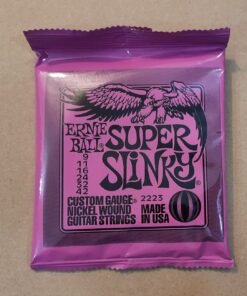 ERNIE
BALL
SUPER
SLINKY
9
11
16
24
32
42
CUSTOM GAUGE 2223
NICKEL WOUND
GUITAR STRINGS
MADE
IN USA